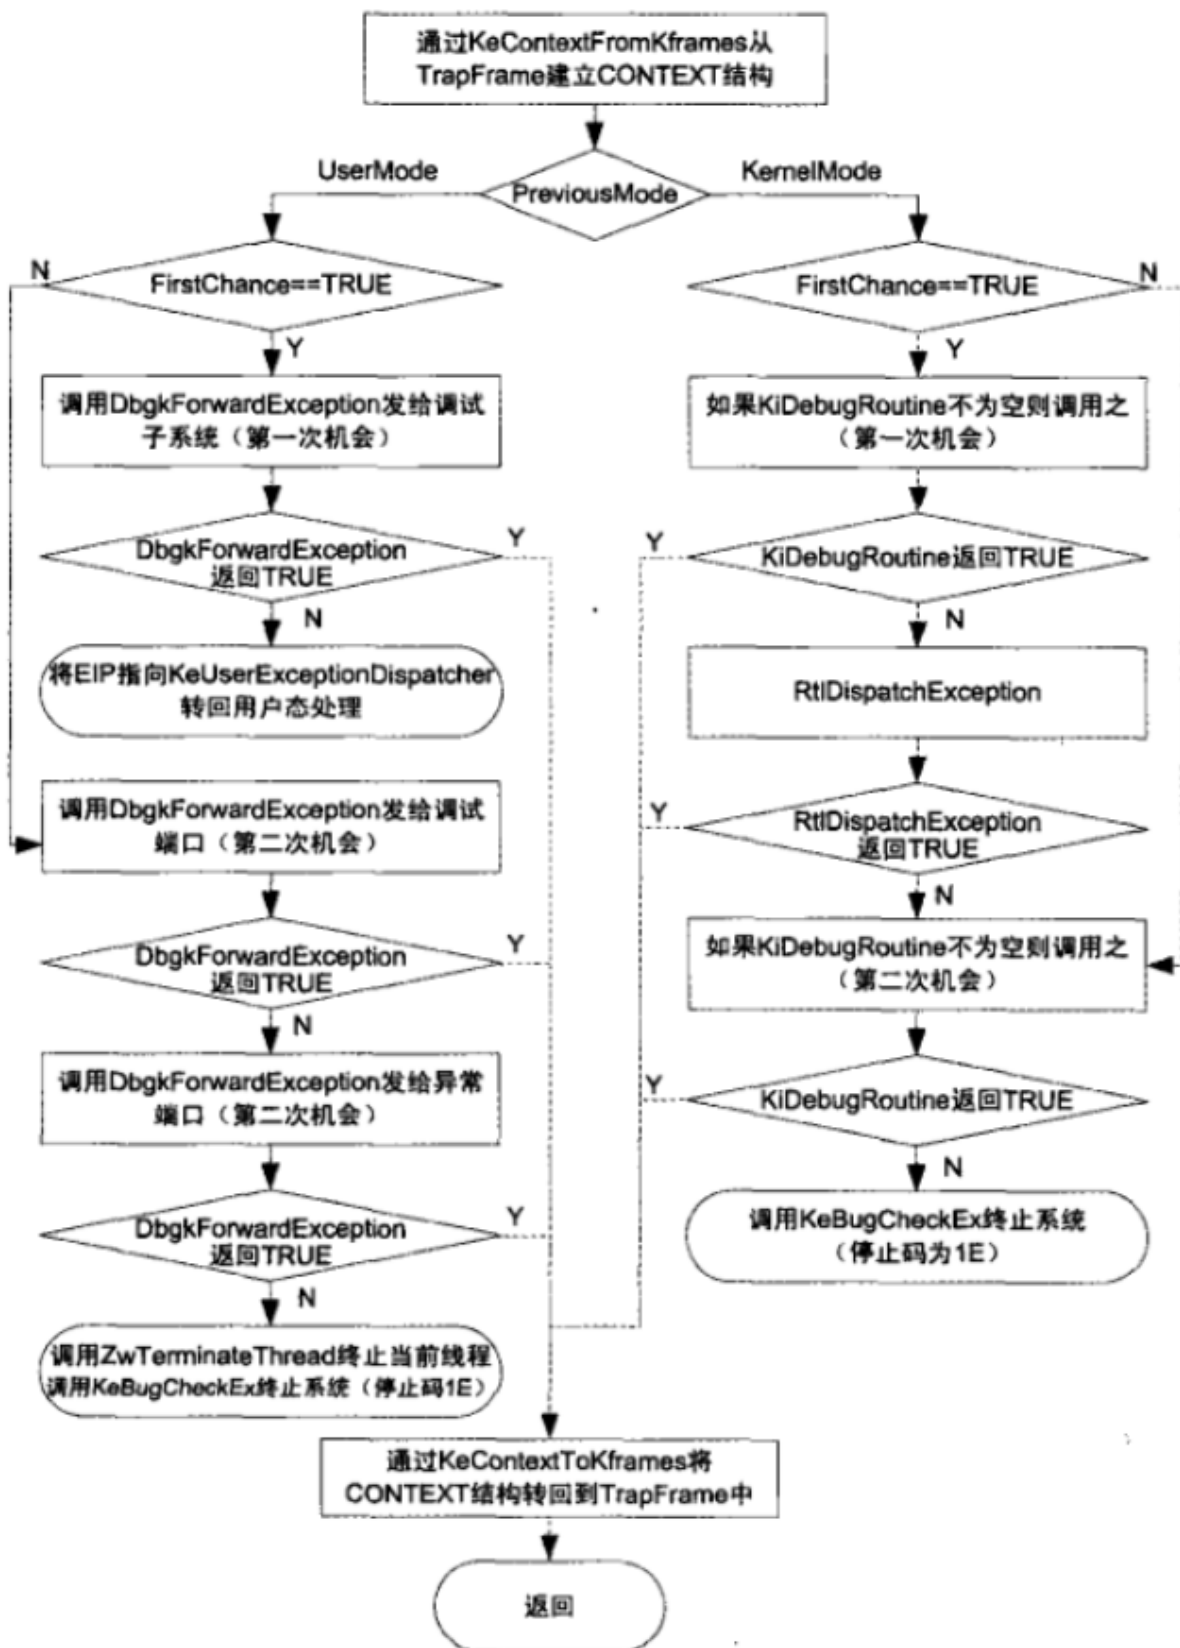 通过KeContextFromKframes从
TrapFrame建立CONTEXT结构
UserMode
PreviousMode
KernelMode
N
FirstChance==TRUE
Y
调用DbgkForwardException发给调试
子系统（第一次机会）
DbgkForwardException
返回TRUE
Y
N
将EIP指向KeUserExceptionDispatcher
转回用户态处理
调用DbgkForwardException发给调试
端口（第二次机会）
DbgkForwardException
返回TRUE
Y
N
调用DbgkForwardException发给异常
端口（第二次机会）
DbgkForwardException
返回TRUE
Y
N
调用ZwTerminateThread终止当前线程
调用KeBugCheckEx终止系统（停止码1E）
FirstChance==TRUE
N
Y
如果KiDebugRoutine不为空则调用之
（第一次机会）
Y
KiDebugRoutine返回TRUE
N
RtlDispatchException
Y
RtlDispatchException
返回TRUE
N
如果KiDebugRoutine不为空则调用之
（第二次机会）
Y
KiDebugRoutine返回TRUE
N
调用KeBugCheckEx终止系统
（停止码为1E）
通过KeContextToKframes将
CONTEXT结构转回到TrapFrame中
返回